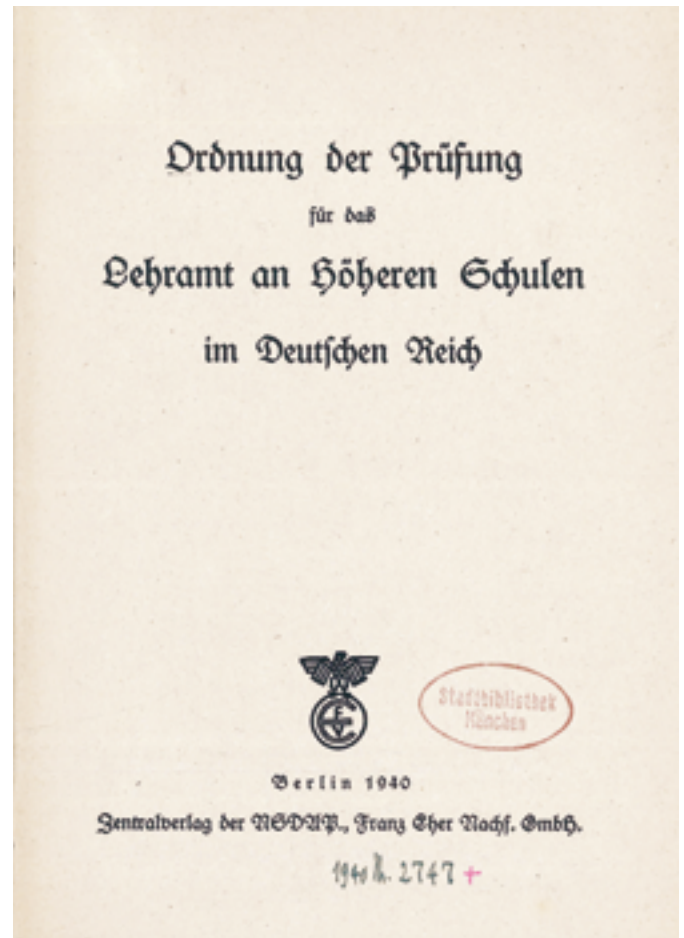 Ordnung der Prüfung
für das
Lehramt an Höheren Schulen
im Deutschen Reich
Stadtbibliothek
München
Berlin 1940
Zentralverlag der NSDAP., Franz Eher Nachf. GmbH.
1940 2747 +